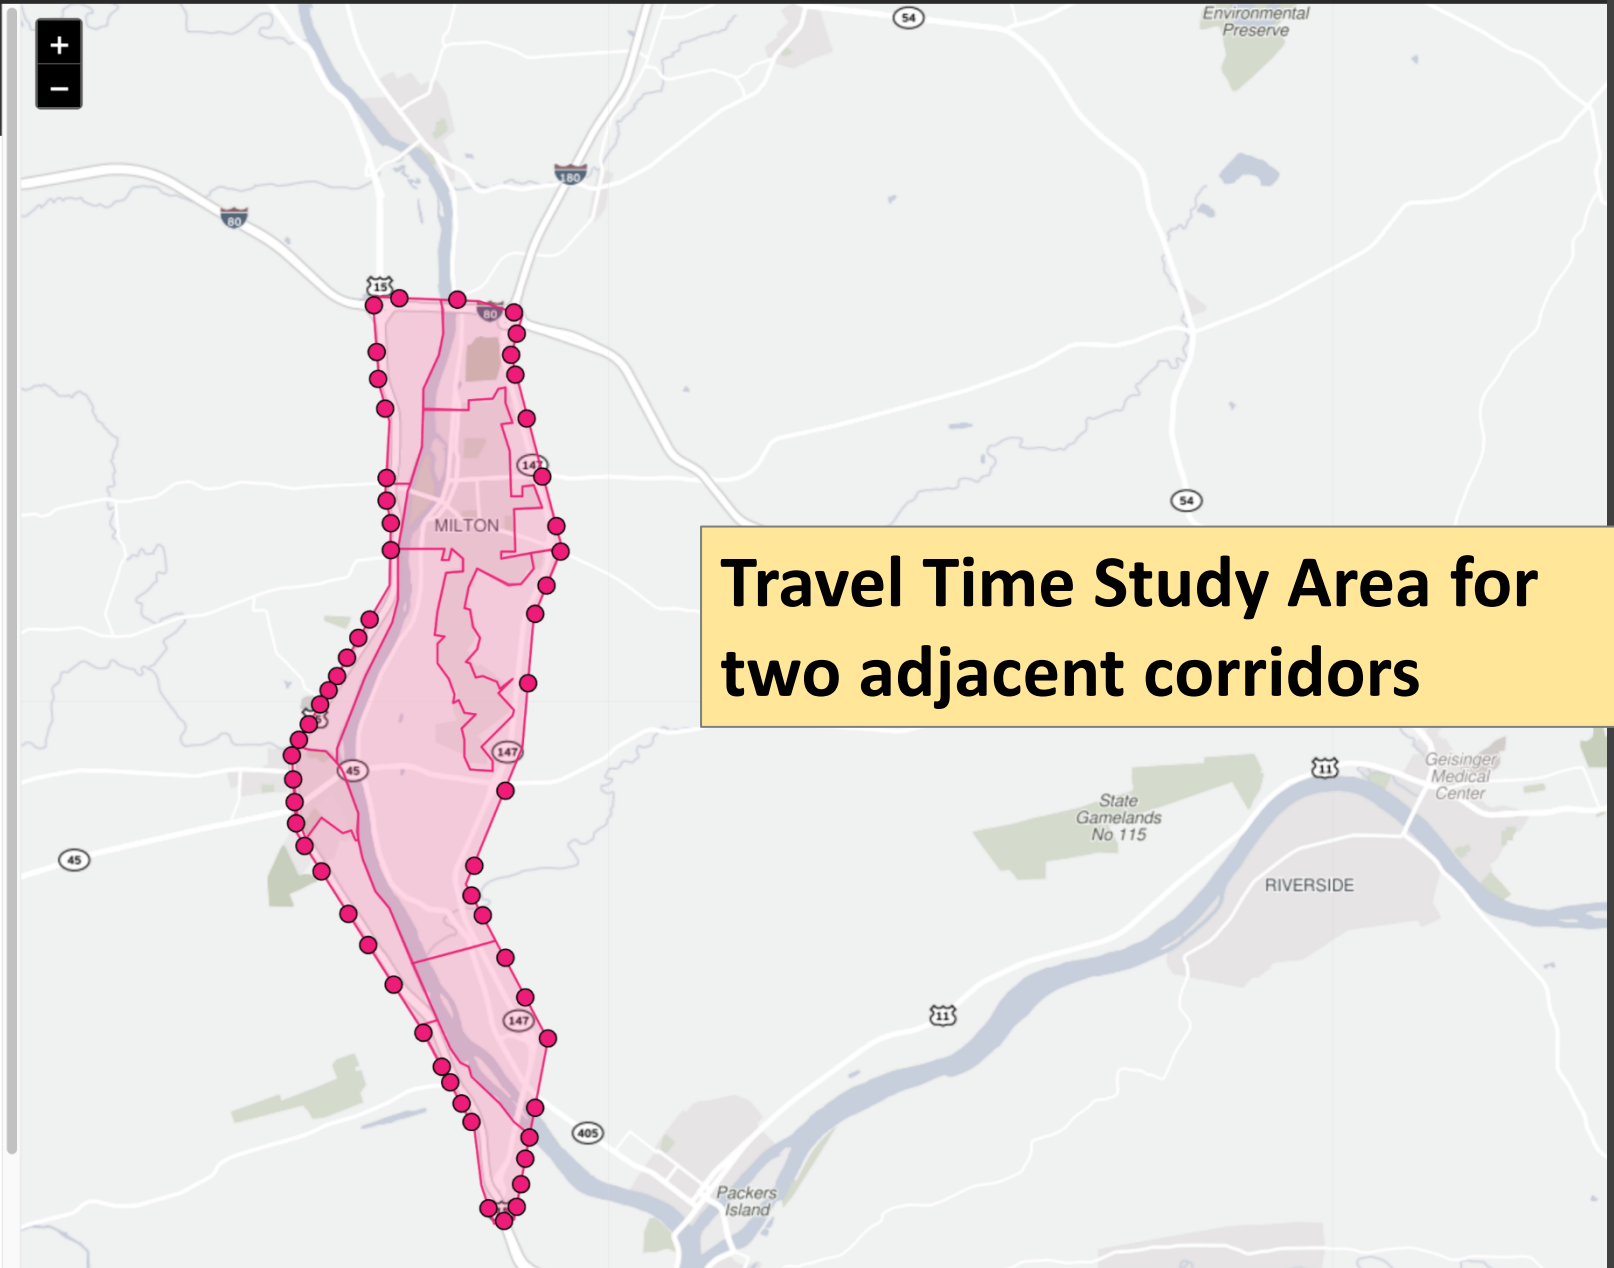 54
Environmental
Preserve
+
−
180
80
15
80
147
54
MILTON
Travel Time Study Area for
two adjacent corridors
147
45
11
Geisinger
Medical
Center
State
Gamelands
No 115
45
RIVERSIDE
11
147
405
Packers
Island